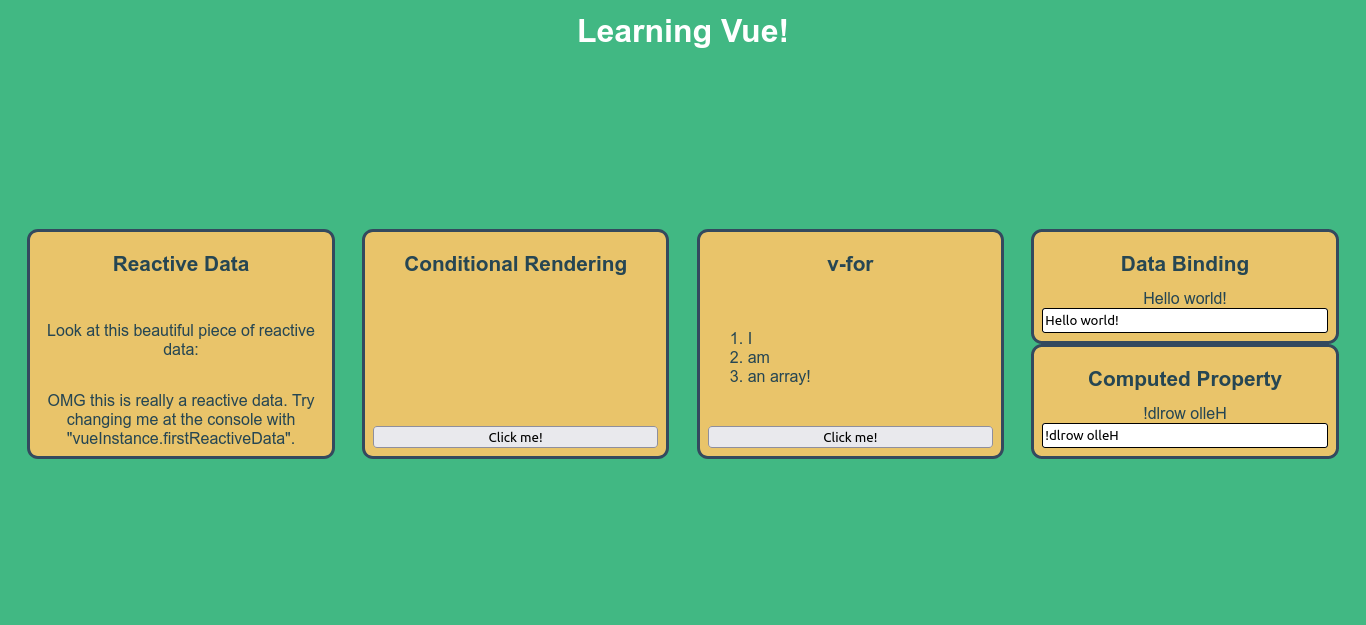 Learning Vue!
Reactive Data
Look at this beautiful piece of reactive
data:
OMG this is really a reactive data. Try
changing me at the console with
"vueInstance.firstReactiveData".
Conditional Rendering
Click me!
v-for
1. I
2. am
3. an array!
Click me!
Data Binding
Hello world!
Hello world!
Computed Property
!dlrow olleH
!dlrow olleH